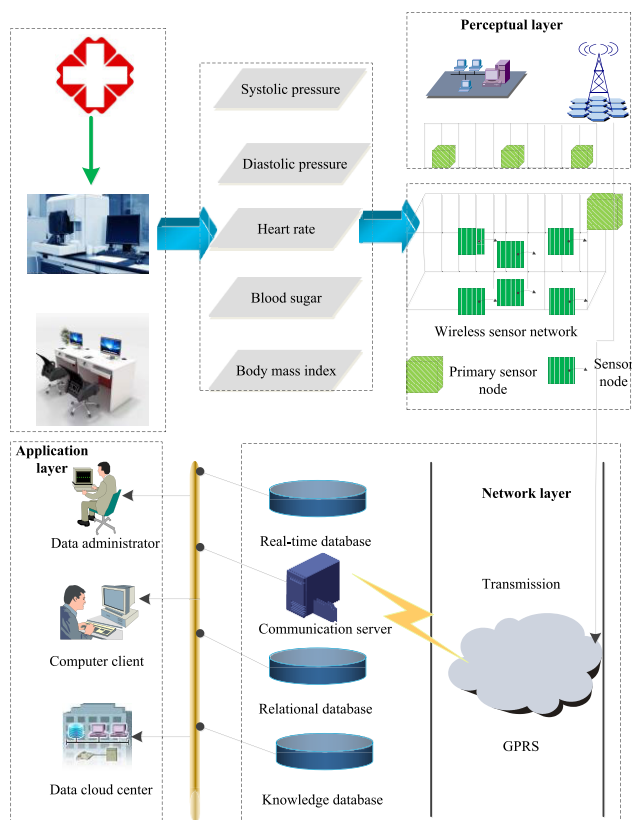 Perceptual layer
Systolic pressure
Diastolic pressure
Heart rate
Blood sugar
Body mass index
Wireless sensor network
Primary sensor
node
Sensor
node
Application
layer
Data administrator
Computer client
Data cloud center
Real-time database
Communication server
Relational database
Knowledge database
Network layer
Transmission
GPRS